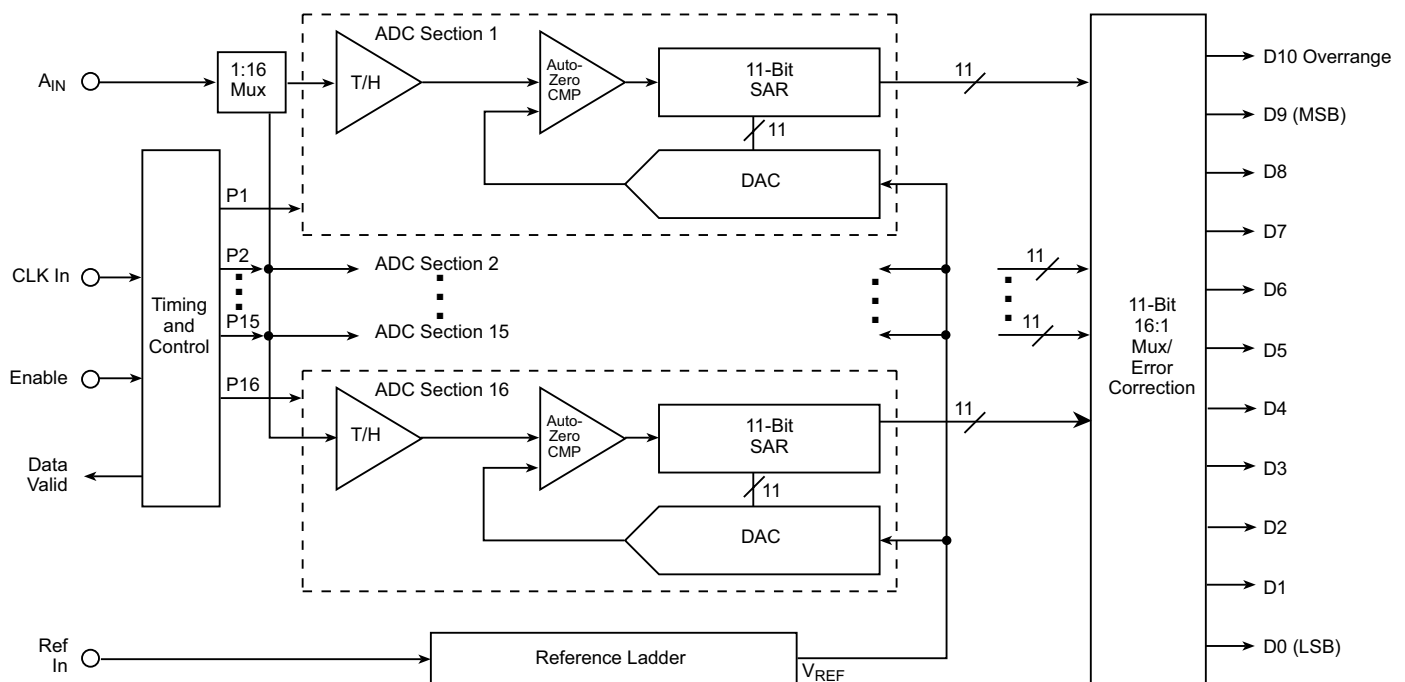 A_IN
1:16
Mux
ADC Section 1
T/H
Auto-
Zero
CMP
11-Bit
SAR
11
11
DAC
P1
CLK In
Enable
Data
Valid
Timing
and
Control
P2
P15
P16
ADC Section 2
ADC Section 15
11
11
ADC Section 16
T/H
Auto-
Zero
CMP
11-Bit
SAR
11
11
DAC
Ref
In
Reference Ladder
V_REF
11-Bit
16:1
Mux/
Error
Correction
D10 Overrange
D9 (MSB)
D8
D7
D6
D5
D4
D3
D2
D1
D0 (LSB)